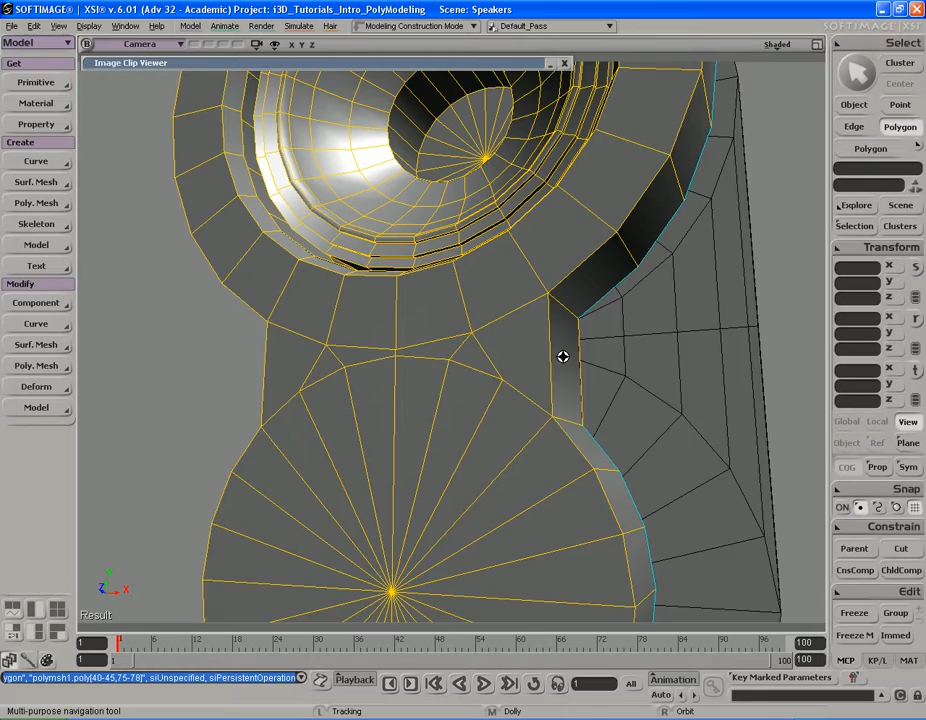 SOFTIMAGE® | XSI® v.6.01 (Adv 32 - Academic) Project: i3D_Tutorials_Intro_PolyModeling    Scene: Speakers
File Edit View Display Window Help Model Animate Render Simulate Hair Modeling Construction Mode Default_Pass
Model
B Camera X Y Z Shaded
Select
Image Clip Viewer
Get
Primitive
Material
Property
Create
Curve
Surf. Mesh
Poly. Mesh
Skeleton
Model
Text
Modify
Component
Curve
Surf. Mesh
Poly. Mesh
Deform
Model
Cluster
Center
Object Point
Edge Polygon
Polygon
Explore Scene
Selection Clusters
Transform
x s
y
z
x r
y
z
x t
y
z
Global Local View
Object Ref Plane
COG Prop Sym
Snap
ON
Constrain
Parent Cut
CnsComp ChldComp
Edit
Freeze Group
Freeze M Immed
MCP KP/L MAT
Y
Z X
Result
1 1 6 12 18 24 30 36 42 48 54 60 66 72 78 84 90 96 100
1 1 100 100
ygon", "polymsh1.poly[40-45,75-78]", siUnspecified, siPersistentOperation
Playback 1 All Animation Key Marked Parameters
Auto
Multi-purpose navigation tool L Tracking M Dolly R Orbit